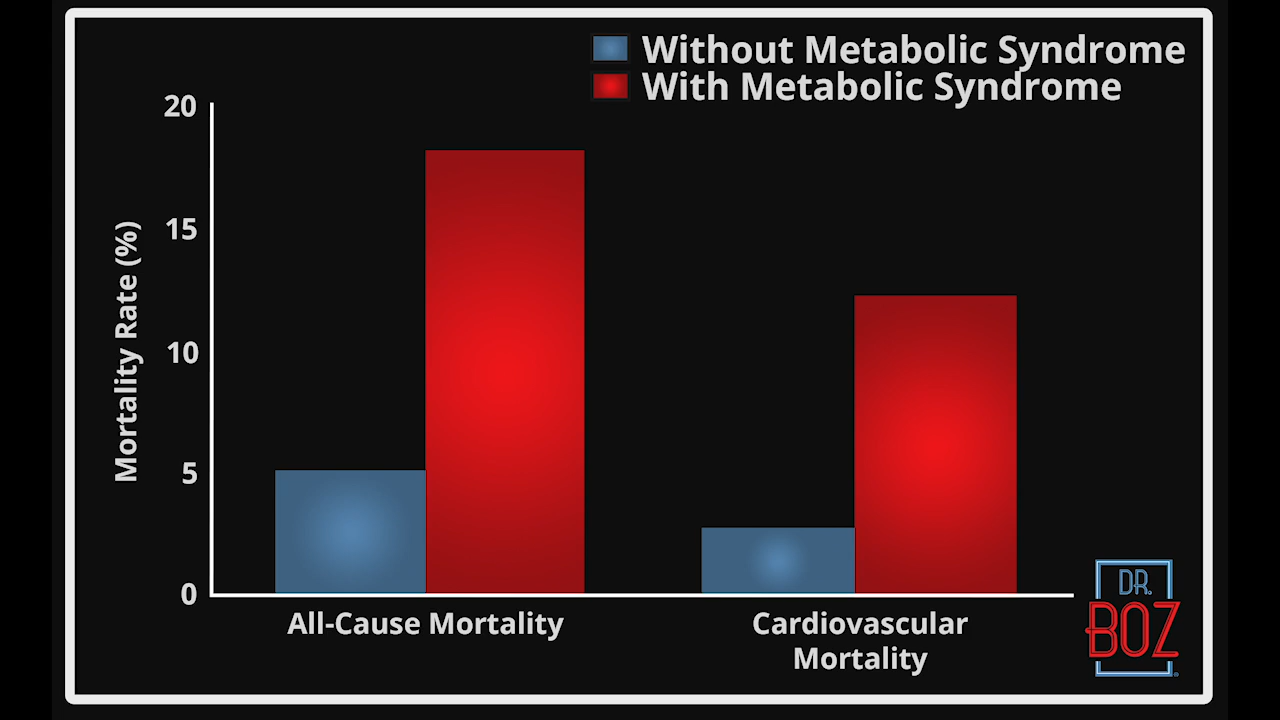 Without Metabolic Syndrome
With Metabolic Syndrome
20
15
10
5
0
Mortality Rate (%)
All-Cause Mortality
Cardiovascular
Mortality
DR.
BOZ
®